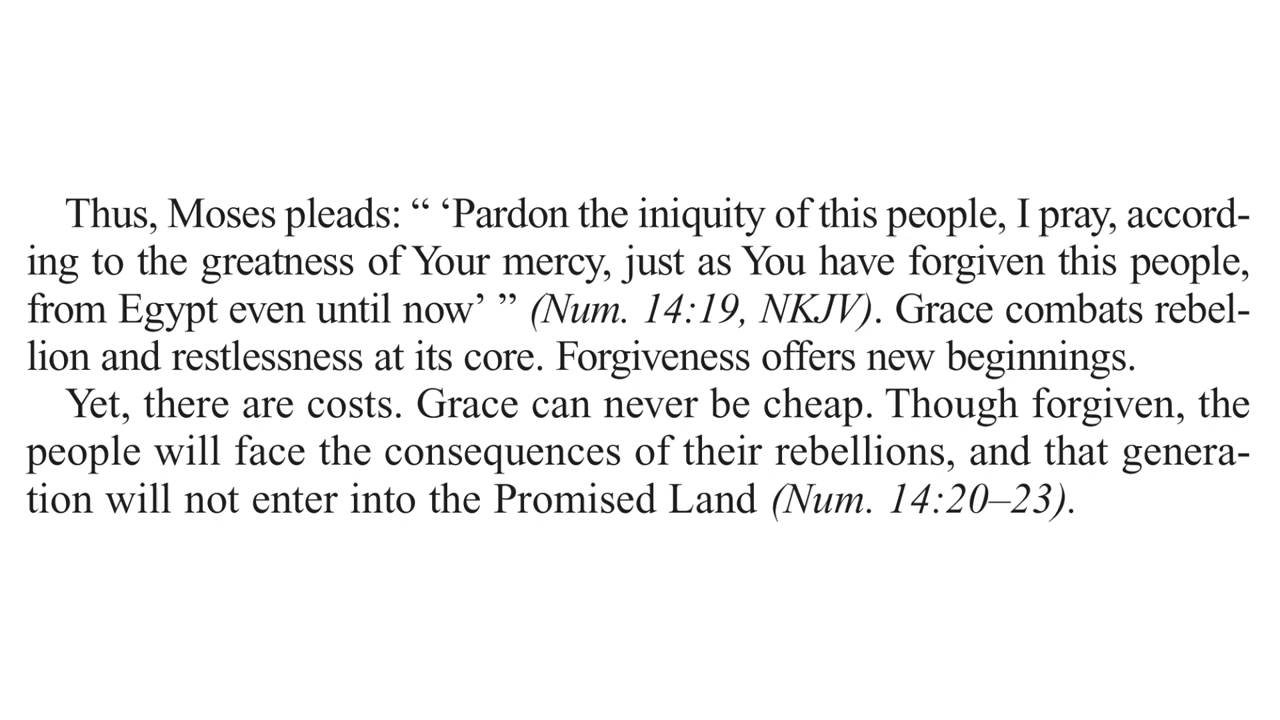 Thus, Moses pleads: “ ‘Pardon the iniquity of this people, I pray, accord-
ing to the greatness of Your mercy, just as You have forgiven this people,
from Egypt even until now’ ” (Num. 14:19, NKJV). Grace combats rebel-
lion and restlessness at its core. Forgiveness offers new beginnings.
Yet, there are costs. Grace can never be cheap. Though forgiven, the
people will face the consequences of their rebellions, and that genera-
tion will not enter into the Promised Land (Num. 14:20–23).